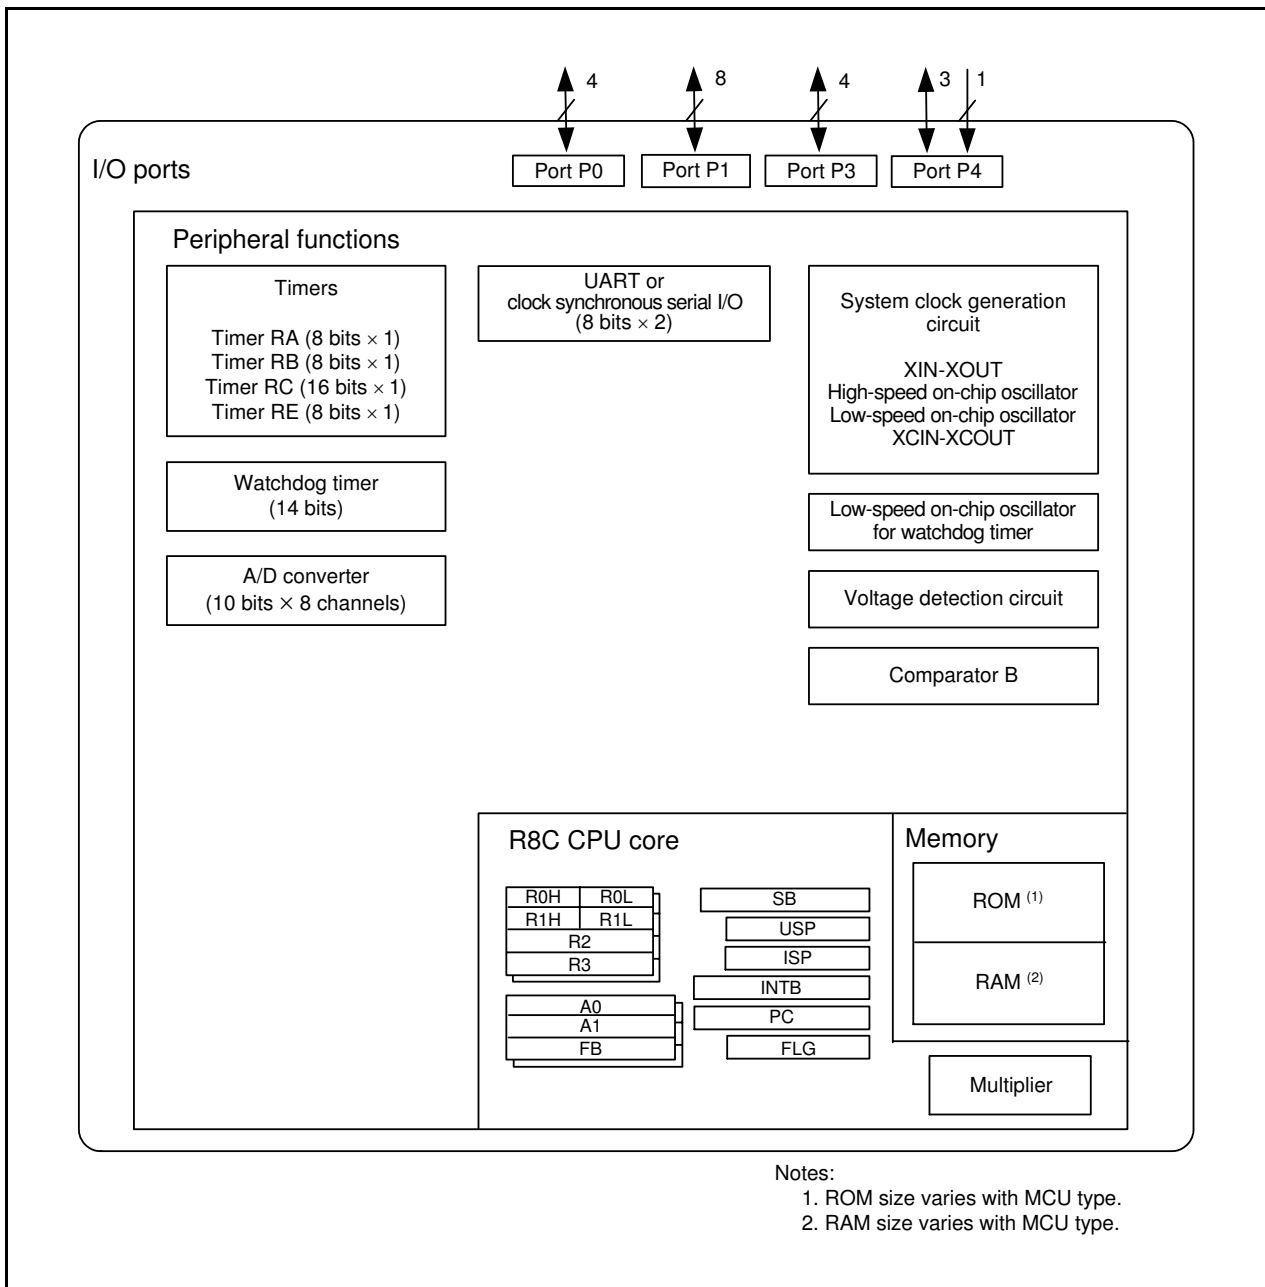 4
8
4
3
1
I/O ports
Port P0
Port P1
Port P3
Port P4
Peripheral functions
Timers
Timer RA (8 bits × 1)
Timer RB (8 bits × 1)
Timer RC (16 bits × 1)
Timer RE (8 bits × 1)
UART or
clock synchronous serial I/O
(8 bits × 2)
System clock generation
circuit
XIN-XOUT
High-speed on-chip oscillator
Low-speed on-chip oscillator
XCIN-XCOUT
Watchdog timer
(14 bits)
Low-speed on-chip oscillator
for watchdog timer
A/D converter
(10 bits × 8 channels)
Voltage detection circuit
Comparator B
R8C CPU core
R0H
R0L
R1H
R1L
R2
R3
A0
A1
FB
SB
USP
ISP
INTB
PC
FLG
Memory
ROM (1)
RAM (2)
Multiplier
Notes:
1. ROM size varies with MCU type.
2. RAM size varies with MCU type.